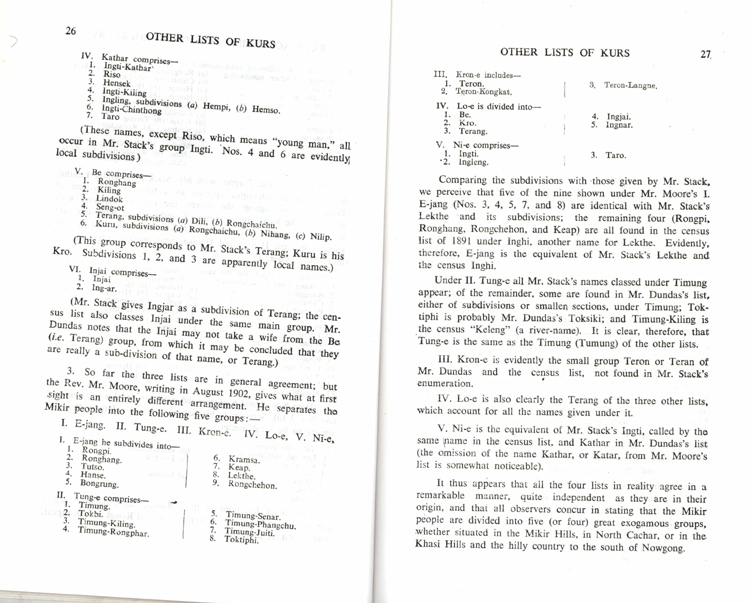 26
OTHER LISTS OF KURS
IV. Kathar comprises—
1. Ingti-Kathar
2. Riso
3. Hensek
4. Ingti-Kiling
5. Ingling, subdivisions (a) Hempi, (b) Hemso.
6. Ingti-Chinthong
7. Taro
(These names, except Riso, which means "young man," all
occur in Mr. Stack's group Ingti. Nos. 4 and 6 are evidently
local subdivisions)
V. Be comprises—
1. Ronghang
2. Kiling
3. Lindok
4. Seng-ot
5. Terang, subdivisions (a) Dili, (b) Rongchaichu.
6. Kuru, subdivisions (a) Rongchaichu, (b) Nihang, (c) Nilip.
(This group corresponds to Mr. Stack's Terang; Kuru is his
Kro. Subdivisions 1, 2, and 3 are apparently local names.)
VI. Injai comprises—
1. Injai
2. Ing-ar.
(Mr. Stack gives Ingjar as a subdivision of Terang; the cen-
sus list also classes Injai under the same main group. Mr.
Dundas notes that the Injai may not take a wife from the Be
(i.e. Terang) group, from which it may be concluded that they
are really a sub-division of that name, or Terang.)
3. So far the three lists are in general agreement; but
the Rev. Mr. Moore, writing in August 1902, gives what at first
sight is an entirely different arrangement. He separates the
Mikir people into the following five groups:—
I. E-jang. II. Tung-e. III. Kron-e. IV. Lo-e, V. Ni-e,
I. E-jang he subdivides into—
1. Rongpi.
2. Ronghang.
3. Tutso.
4. Hanse.
5. Bongrung.
6. Kramsa.
7. Keap.
8. Lekthe.
9. Rongchehon.
II. Tung-e comprises—
1. Timung.
2. Tokbi.
3. Timung-Kiling.
4. Timung-Rongphar.
5. Timung-Senar.
6. Timung-Phangchu.
7. Timung-Juiti.
8. Toktiphi.
OTHER LISTS OF KURS
27
III. Kron-e includes—
1. Teron.
2. Teron-Kongkat.
3. Teron-Langne.
IV. Lo-e is divided into—
1. Be.
2. Kro.
3. Terang.
4. Ingjai.
5. Ingnar.
V. Ni-e comprises—
1. Ingti.
2. Ingleng.
3. Taro.
Comparing the subdivisions with those given by Mr. Stack,
we perceive that five of the nine shown under Mr. Moore's I.
E-jang (Nos. 3, 4, 5, 7, and 8) are identical with Mr. Stack's
Lekthe and its subdivisions; the remaining four (Rongpi,
Ronghang, Rongchehon, and Keap) are all found in the census
list of 1891 under Inghi, another name for Lekthe. Evidently,
therefore, E-jang is the equivalent of Mr. Stack's Lekthe and
the census Inghi.
Under II. Tung-e all Mr. Stack's names classed under Timung
appear; of the remainder, some are found in Mr. Dundas's list,
either of subdivisions or smallen sections, under Timung; Tok-
tiphi is probably Mr. Dundas's Toksiki; and Timung-Kiling is
the census "Keleng" (a river-name). It is clear, therefore, that
Tung-e is the same as the Timung (Tumung) of the other lists.
III. Kron-e is evidently the small group Teron or Teran of
Mr. Dundas and the census list, not found in Mr. Stack's
enumeration.
IV. Lo-e is also clearly the Terang of the three other lists,
which account for all the names given under it.
V. Ni-e is the equivalent of Mr. Stack's Ingti, called by the
same name in the census list, and Kathar in Mr. Dundas's list
(the omission of the name Kathar, or Katar, from Mr. Moore's
list is somewhat noticeable).
It thus appears that all the four lists in reality agree in a
remarkable manner, quite independent as they are in their
origin, and that all observers concur in stating that the Mikir
people are divided into five (or four) great exogamous groups,
whether situated in the Mikir Hills, in North Cachar, or in the
Khasi Hills and the hilly country to the south of Nowgong.